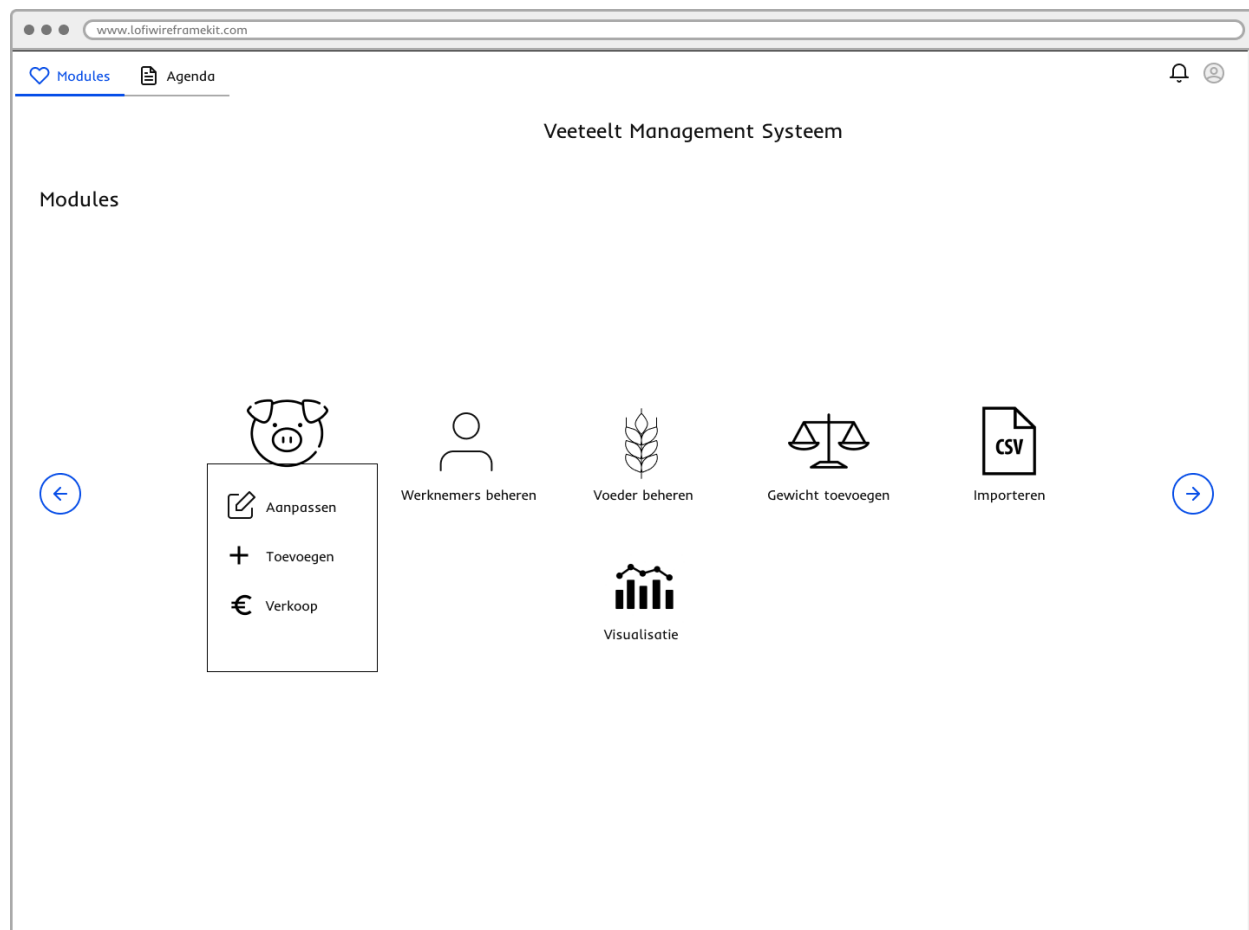 www.lofiwireframekit.com
Modules
Agenda
Veeteelt Management Systeem
Modules
CSV
Werknemers beheren
Voeder beheren
Gewicht toevoegen
Importeren
Aanpassen
Toevoegen
€ Verkoop
Visualisatie